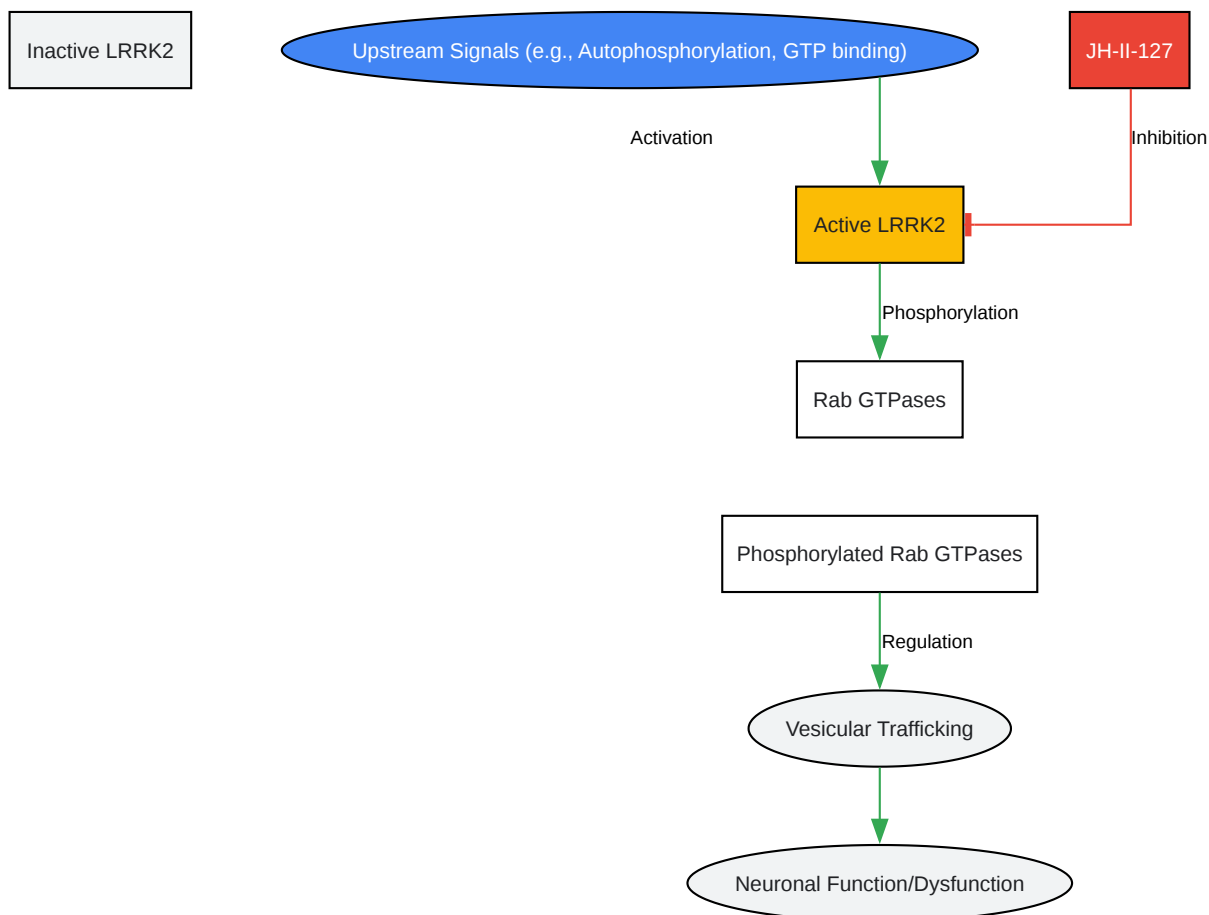 Inactive LRRK2
Upstream Signals (e.g., Autophosphorylation, GTP binding)
JH-II-127
Activation
Inhibition
Active LRRK2
Phosphorylation
Rab GTPases
Phosphorylated Rab GTPases
Regulation
Vesicular Trafficking
Neuronal Function/Dysfunction